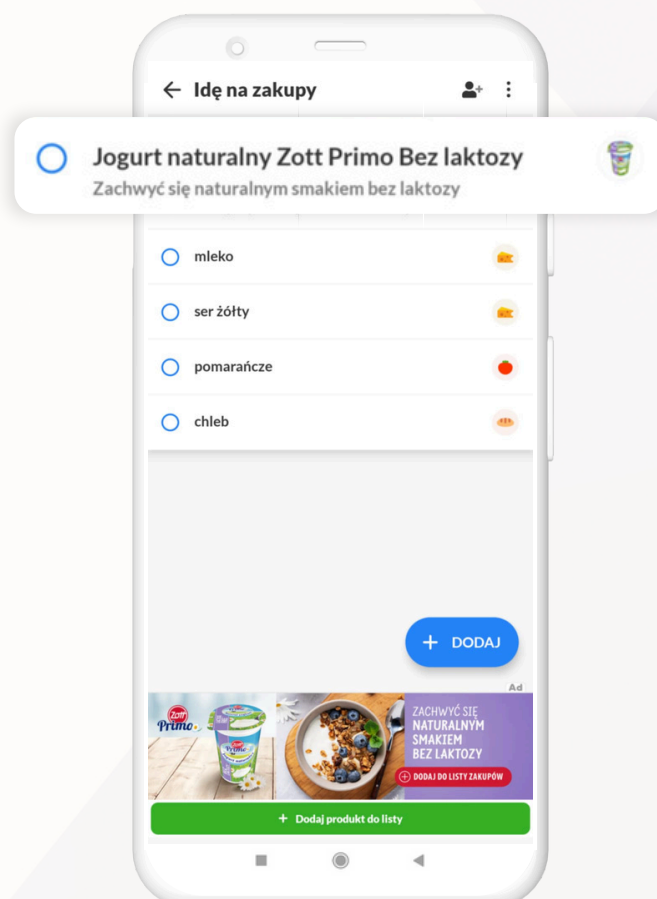 Idę na zakupy
Jogurt naturalny Zott Primo Bez laktozy
Zachwyć się naturalnym smakiem bez laktozy
mleko
ser żółty
pomarańcze
chleb
+ DODAJ
Ad
Zott
Primo
Zott
Primo
ZACHWYĆ SIĘ
NATURALNYM
SMAKIEM
BEZ LAKTOZY
+ DODAJ DO LISTY ZAKUPÓW
+ Dodaj produkt do listy